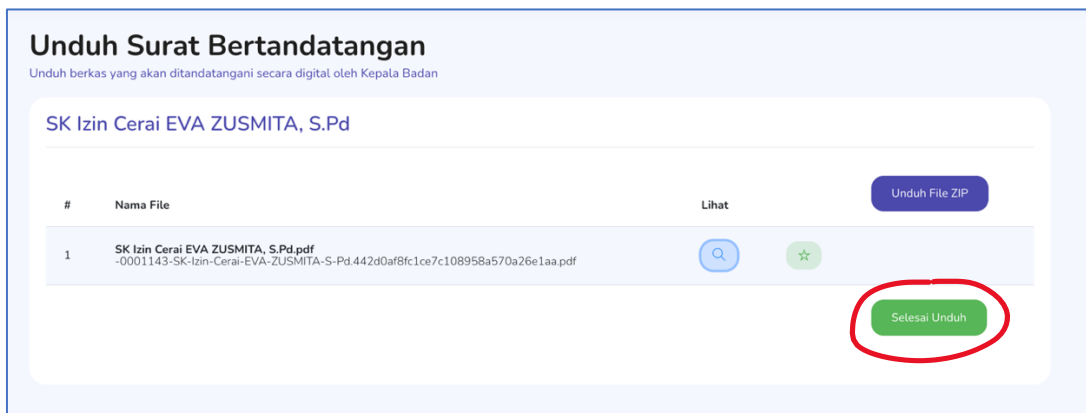 Unduh Surat Bertandatangan
Unduh berkas yang akan ditandatangani secara digital oleh Kepala Badan
SK Izin Cerai EVA ZUSMITA, S.Pd
Unduh File ZIP
# Nama File Lihat
1 SK Izin Cerai EVA ZUSMITA, S.Pd.pdf
-0001143-SK-Izin-Cerai-EVA-ZUSMITA-S-Pd.442d0af8fc1ce7c108958a570a26e1aa.pdf
Selesai Unduh